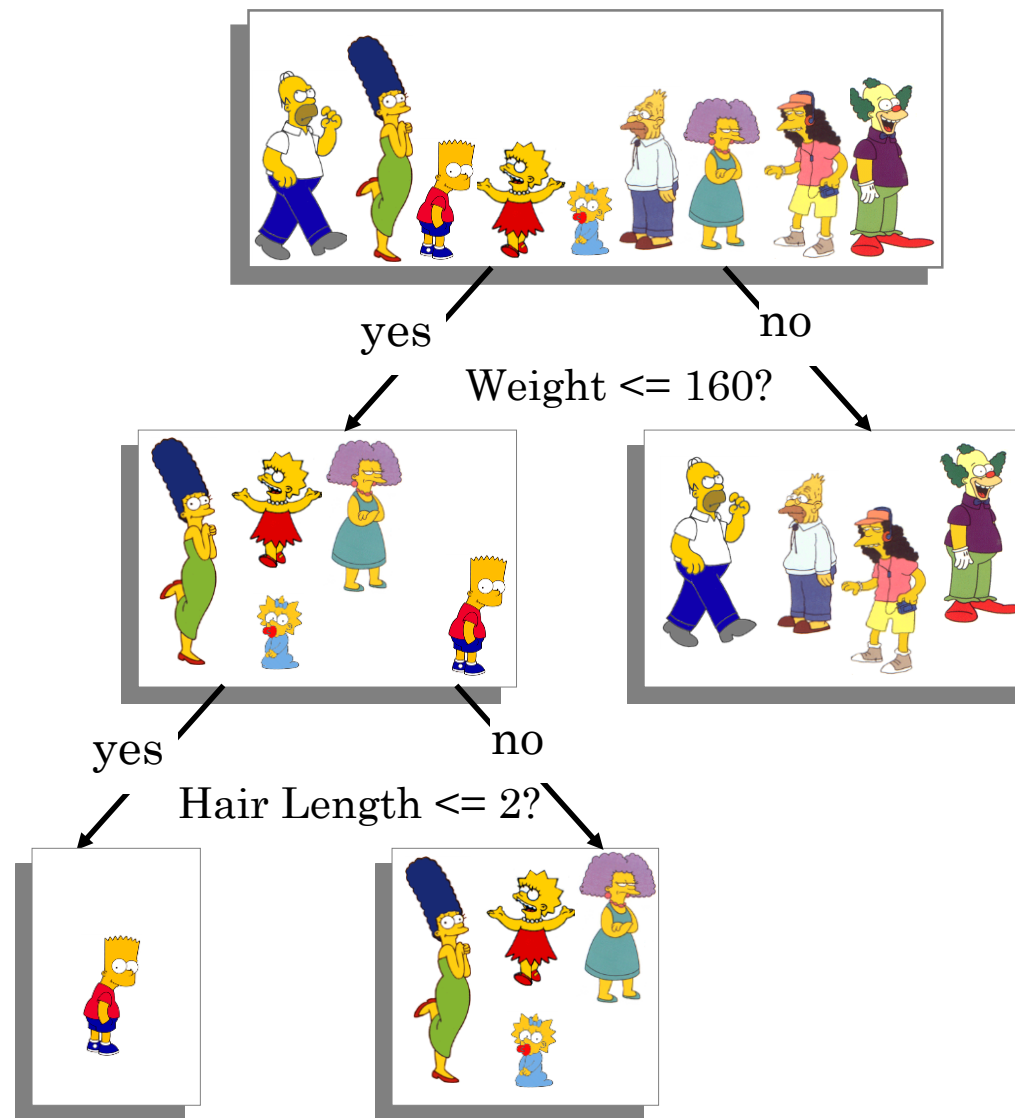 yes
no
Weight <= 160?
yes
no
Hair Length <= 2?